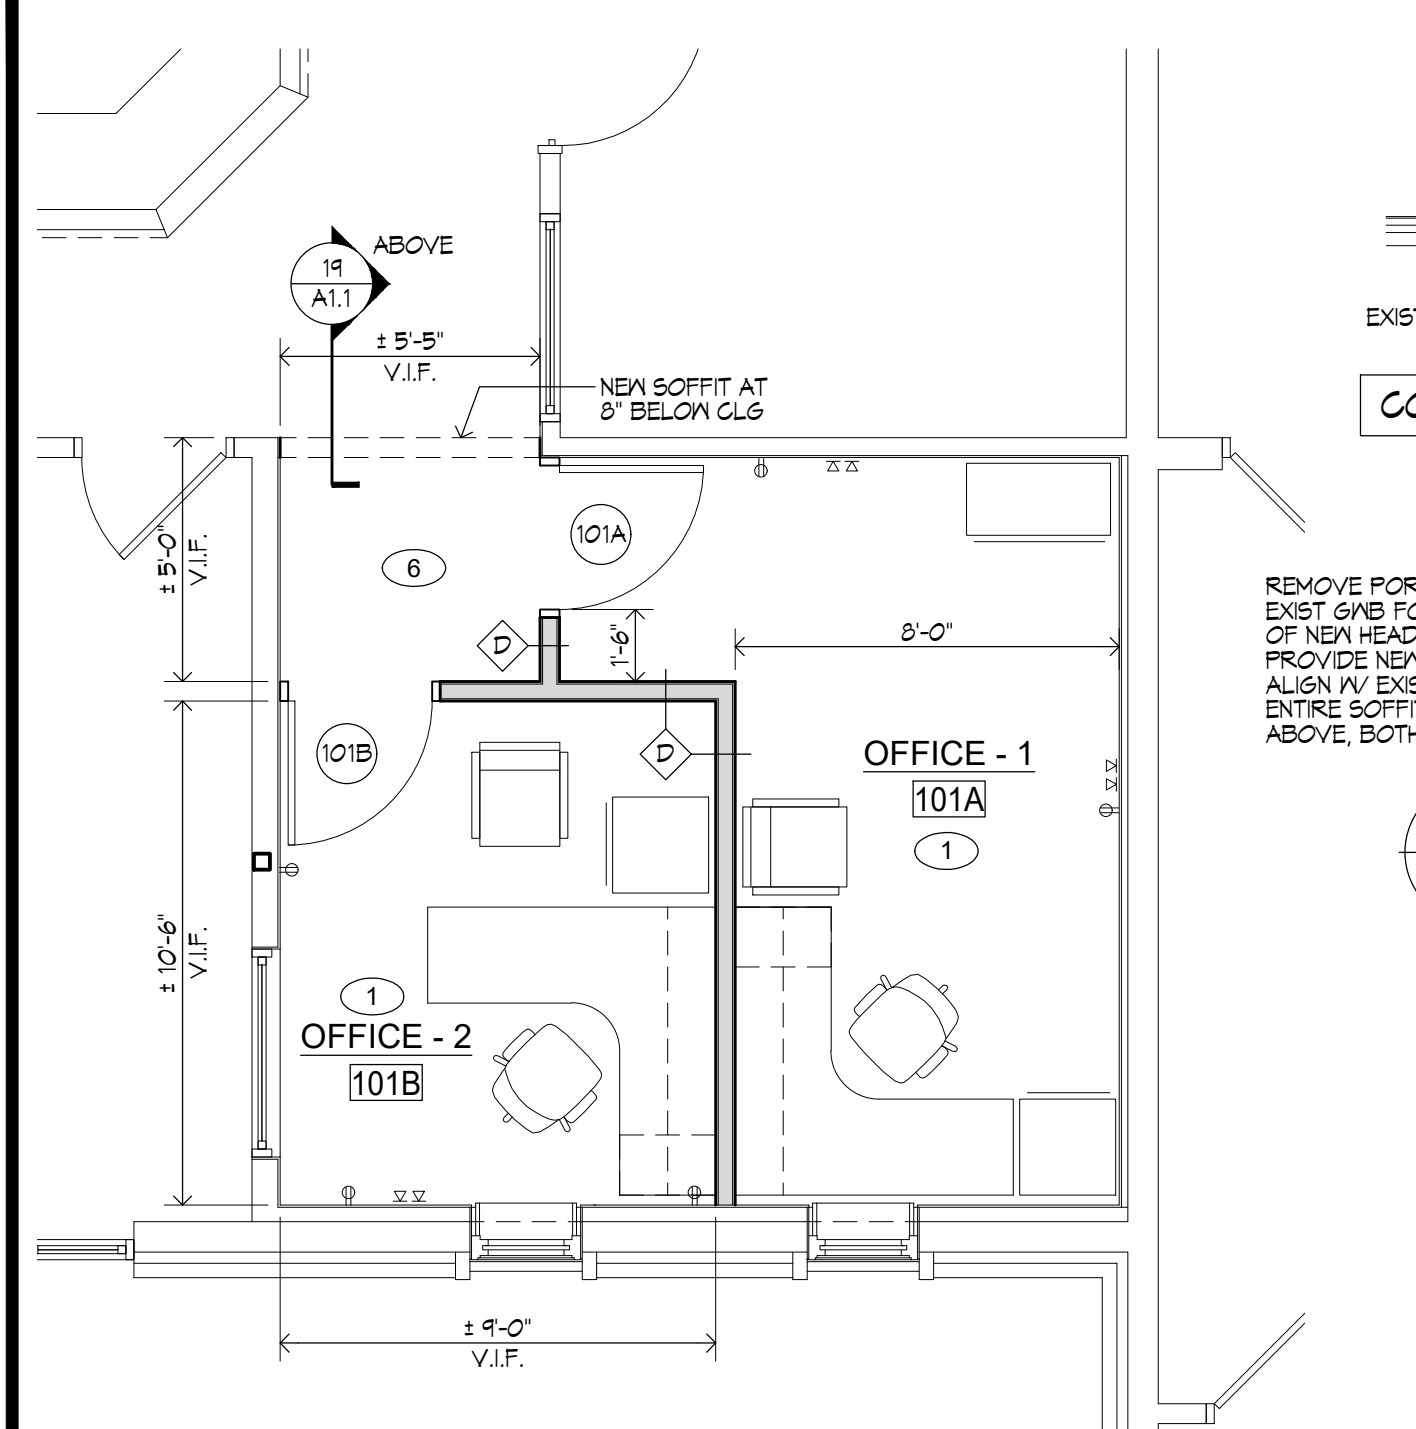 ABOVE
19
A1.1
± 5'-5"
V.I.F.
NEW SOFFIT AT
8" BELOW CLG
± 5'-0"
V.I.F.
101A
6
D
1'-6"
8'-0"
101B
D
OFFICE - 1
101A
1
± 10'-6"
V.I.F.
1
OFFICE - 2
101B
± 9'-0"
V.I.F.
EXIST
CO
REMOVE POR
EXIST GWB FO
OF NEW HEAD
PROVIDE NEW
ALIGN W/ EXIS
ENTIRE SOFFIT
ABOVE, BOTH